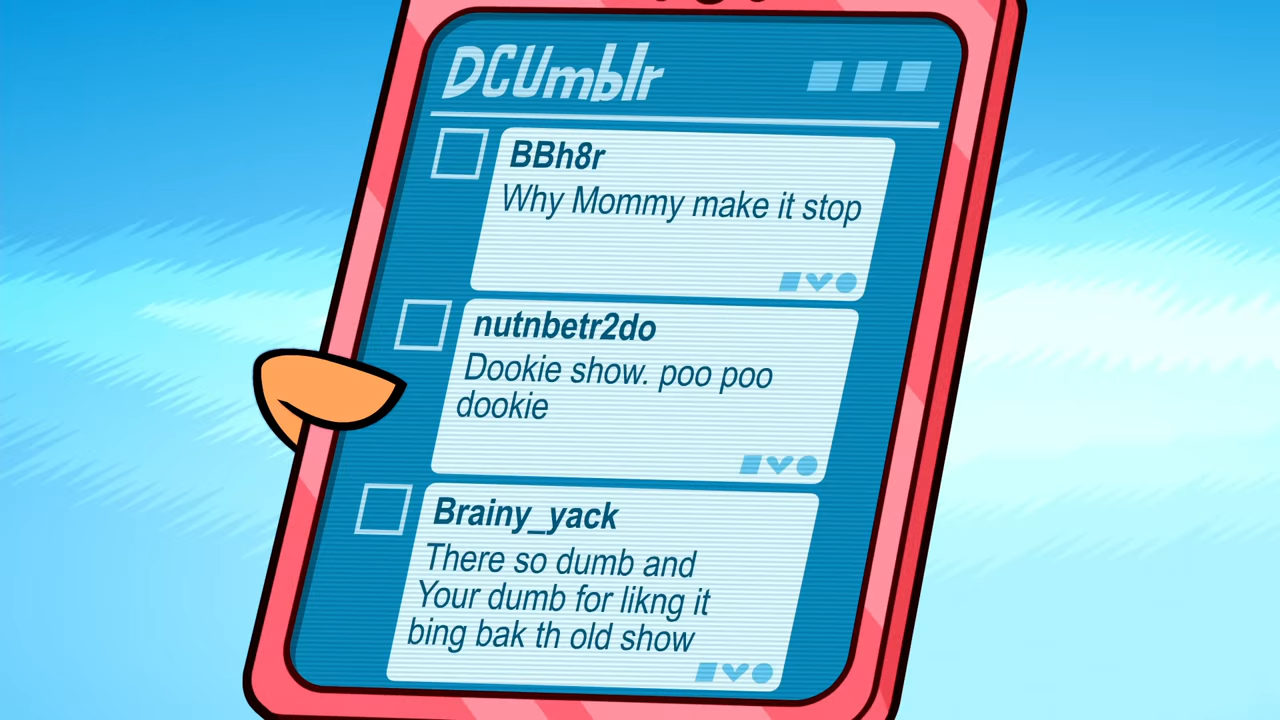 DCUmblr
BBh8r
Why Mommy make it stop
nutnbetr2do
Dookie show. poo poo
dookie
Brainy_yack
There so dumb and
Your dumb for likng it
bing bak th old show